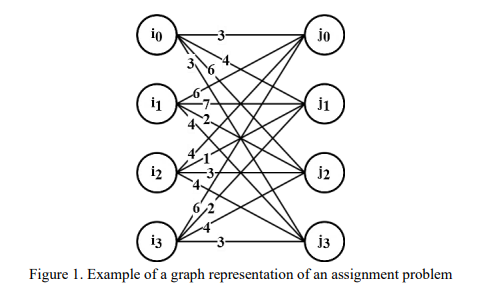 i0 3 j0
4
3 6
i1 6 j1
7
2
4
i2 4 j2
1
3
4
i3 6 2 j3
4
3
Figure 1. Example of a graph representation of an assignment problem